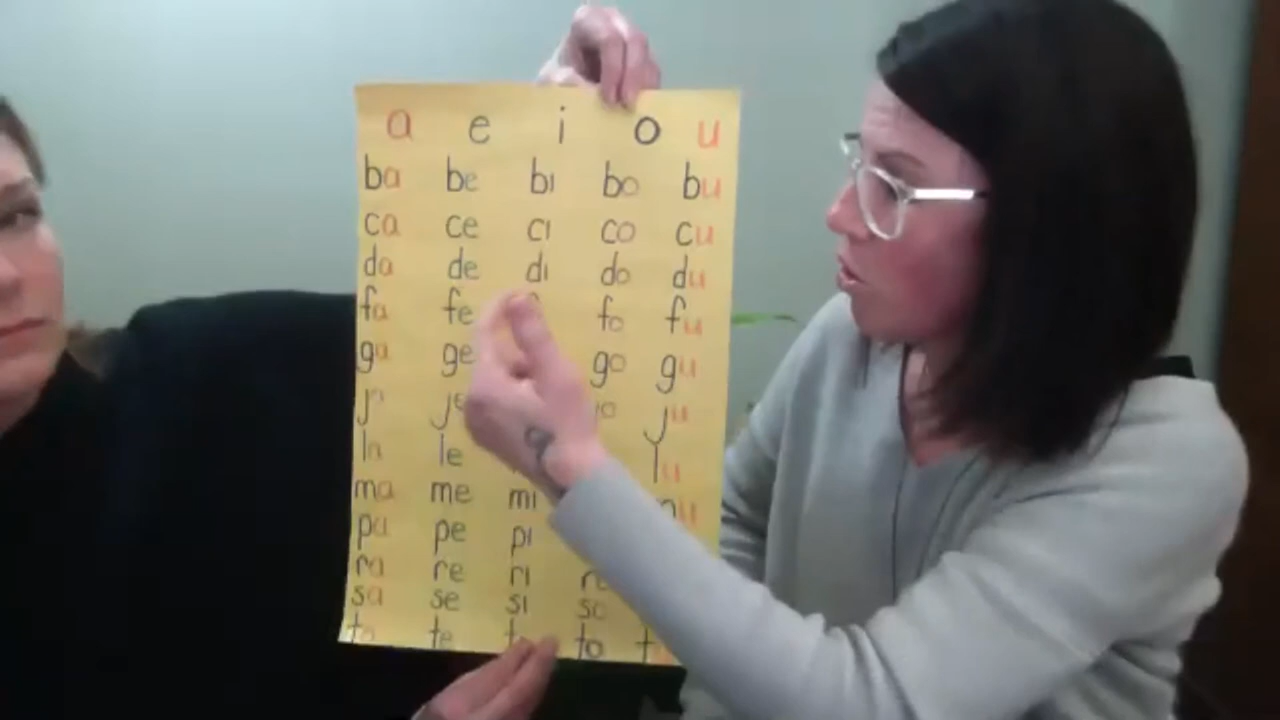 a e i o u
ba be bi bo bu
ca ce ci co cu
da de di do du
fa fe fo fu
ga ge go gu
ja je ju
la le lu
ma me mi
pa pe pi
ra re ri
sa se si so
ta te to